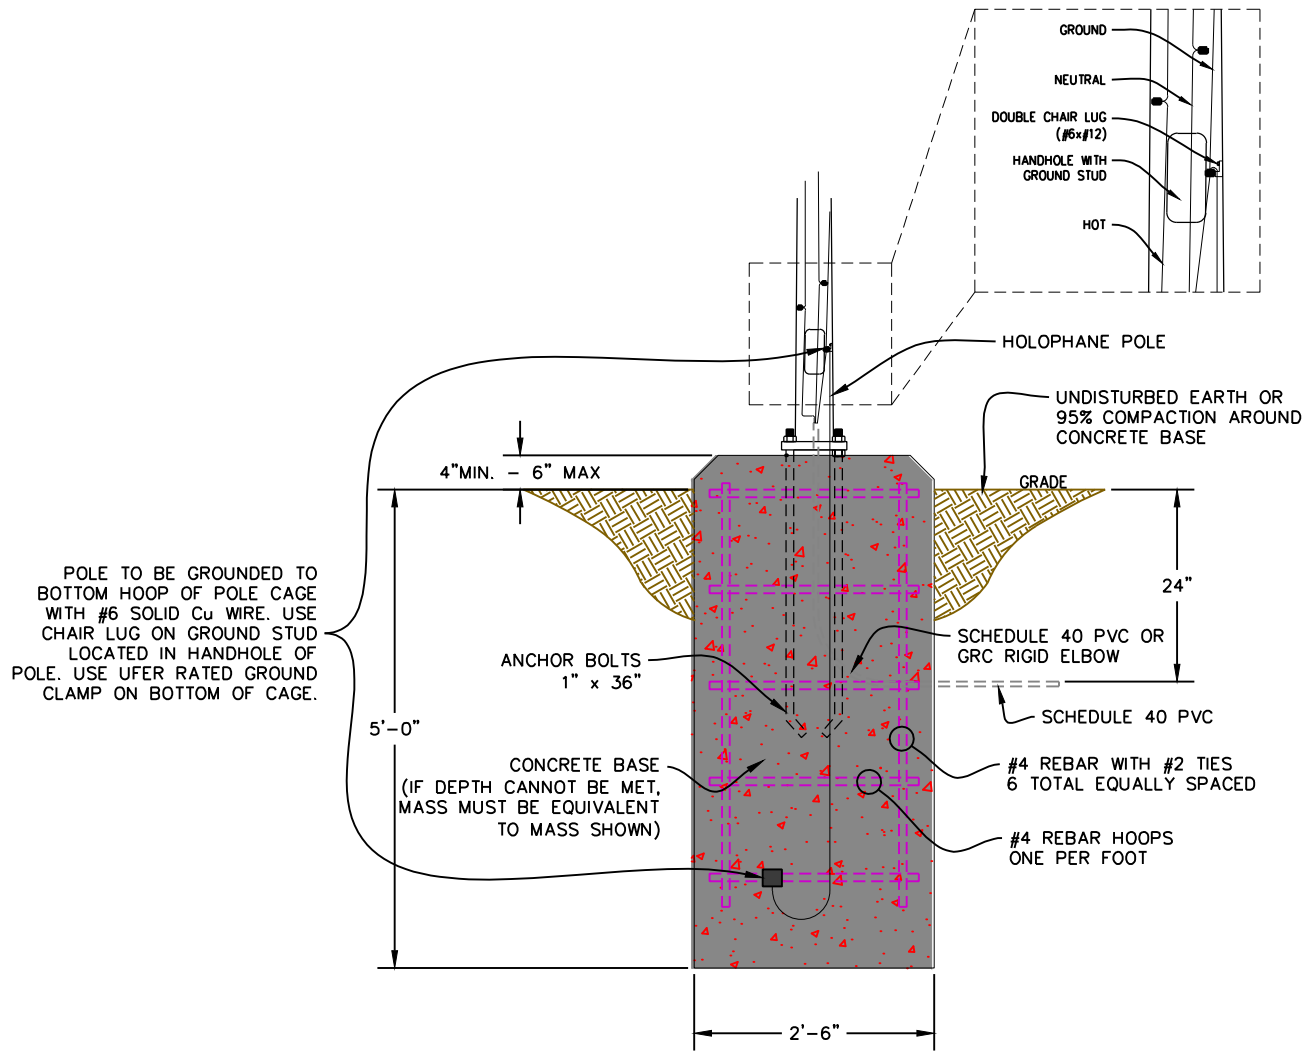 GROUND
NEUTRAL
DOUBLE CHAIR LUG
(#6x#12)
HANDHOLE WITH
GROUND STUD
HOT
HOLOPHANE POLE
UNDISTURBED EARTH OR
95% COMPACTION AROUND
CONCRETE BASE
4"MIN. - 6" MAX
GRADE
24"
POLE TO BE GROUNDED TO
BOTTOM HOOP OF POLE CAGE
WITH #6 SOLID Cu WIRE. USE
CHAIR LUG ON GROUND STUD
LOCATED IN HANDHOLE OF
POLE. USE UFER RATED GROUND
CLAMP ON BOTTOM OF CAGE.
SCHEDULE 40 PVC OR
GRC RIGID ELBOW
ANCHOR BOLTS
1" x 36"
SCHEDULE 40 PVC
5'-0"
CONCRETE BASE
(IF DEPTH CANNOT BE MET,
MASS MUST BE EQUIVALENT
TO MASS SHOWN)
#4 REBAR WITH #2 TIES
6 TOTAL EQUALLY SPACED
#4 REBAR HOOPS
ONE PER FOOT
2'-6"